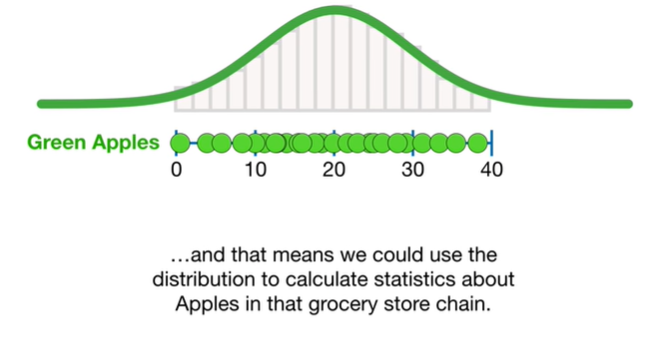 Green Apples
0 10 20 30 40
...and that means we could use the
distribution to calculate statistics about
Apples in that grocery store chain.